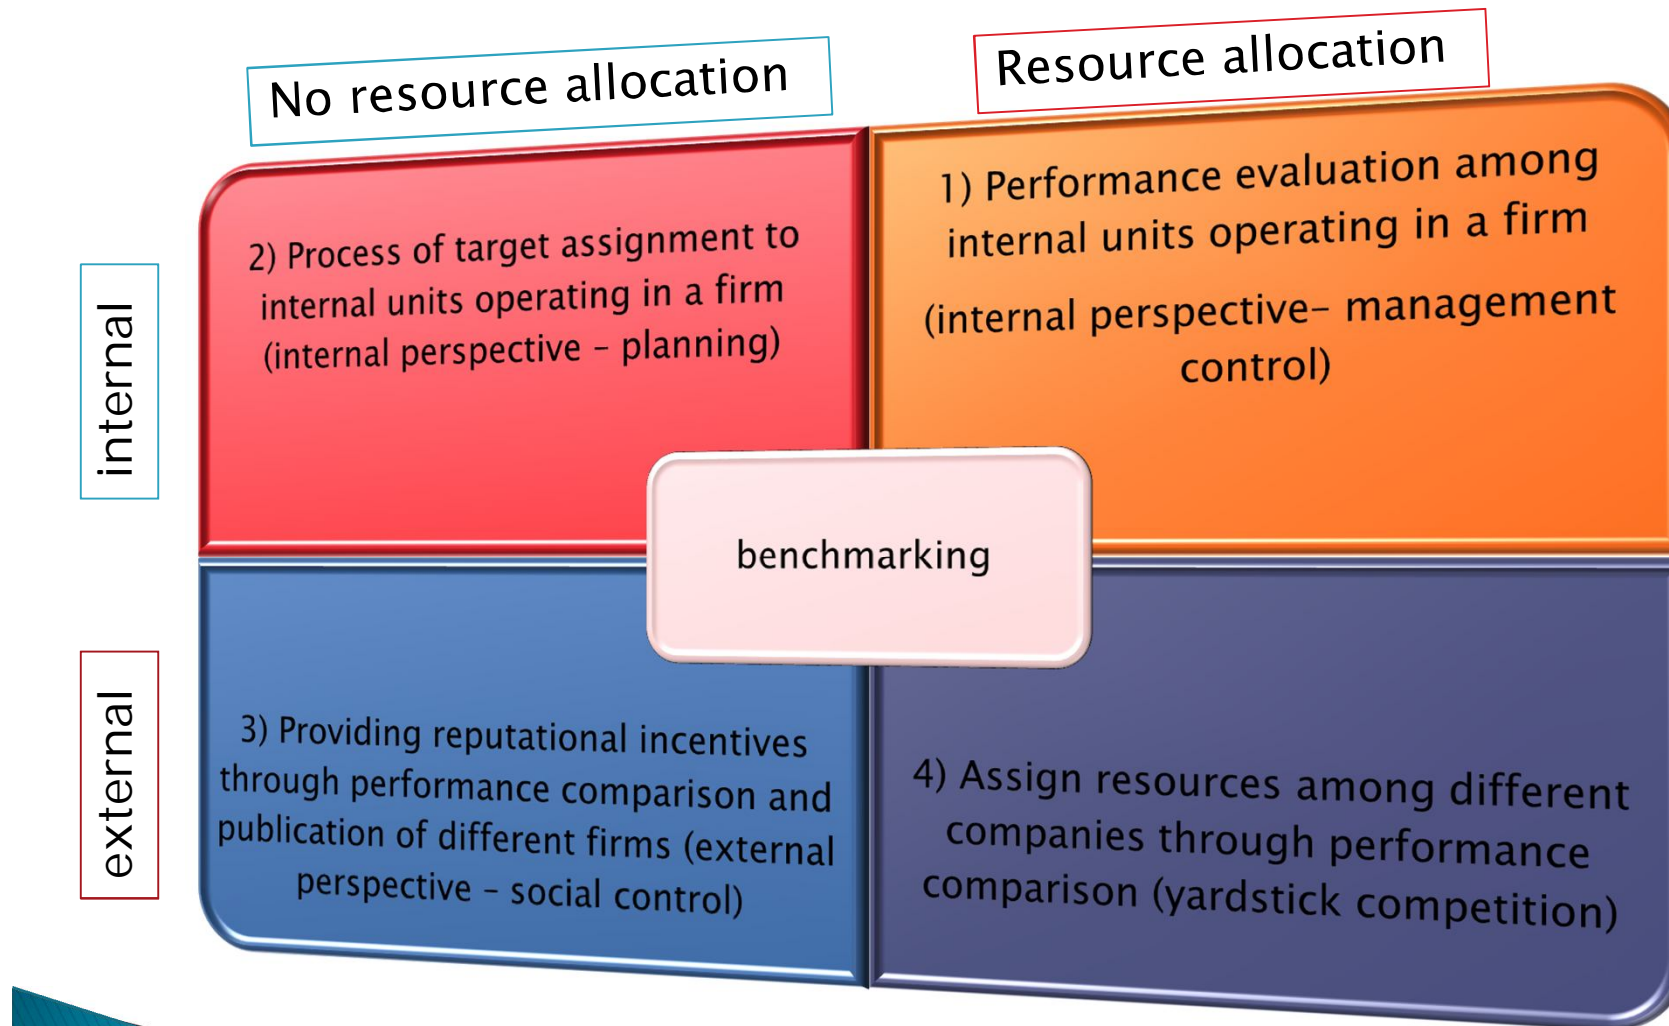 No resource allocation
Resource allocation
internal
2) Process of target assignment to
internal units operating in a firm
(internal perspective – planning)
1) Performance evaluation among
internal units operating in a firm
(internal perspective– management
control)
benchmarking
external
3) Providing reputational incentives
through performance comparison and
publication of different firms (external
perspective – social control)
4) Assign resources among different
companies through performance
comparison (yardstick competition)